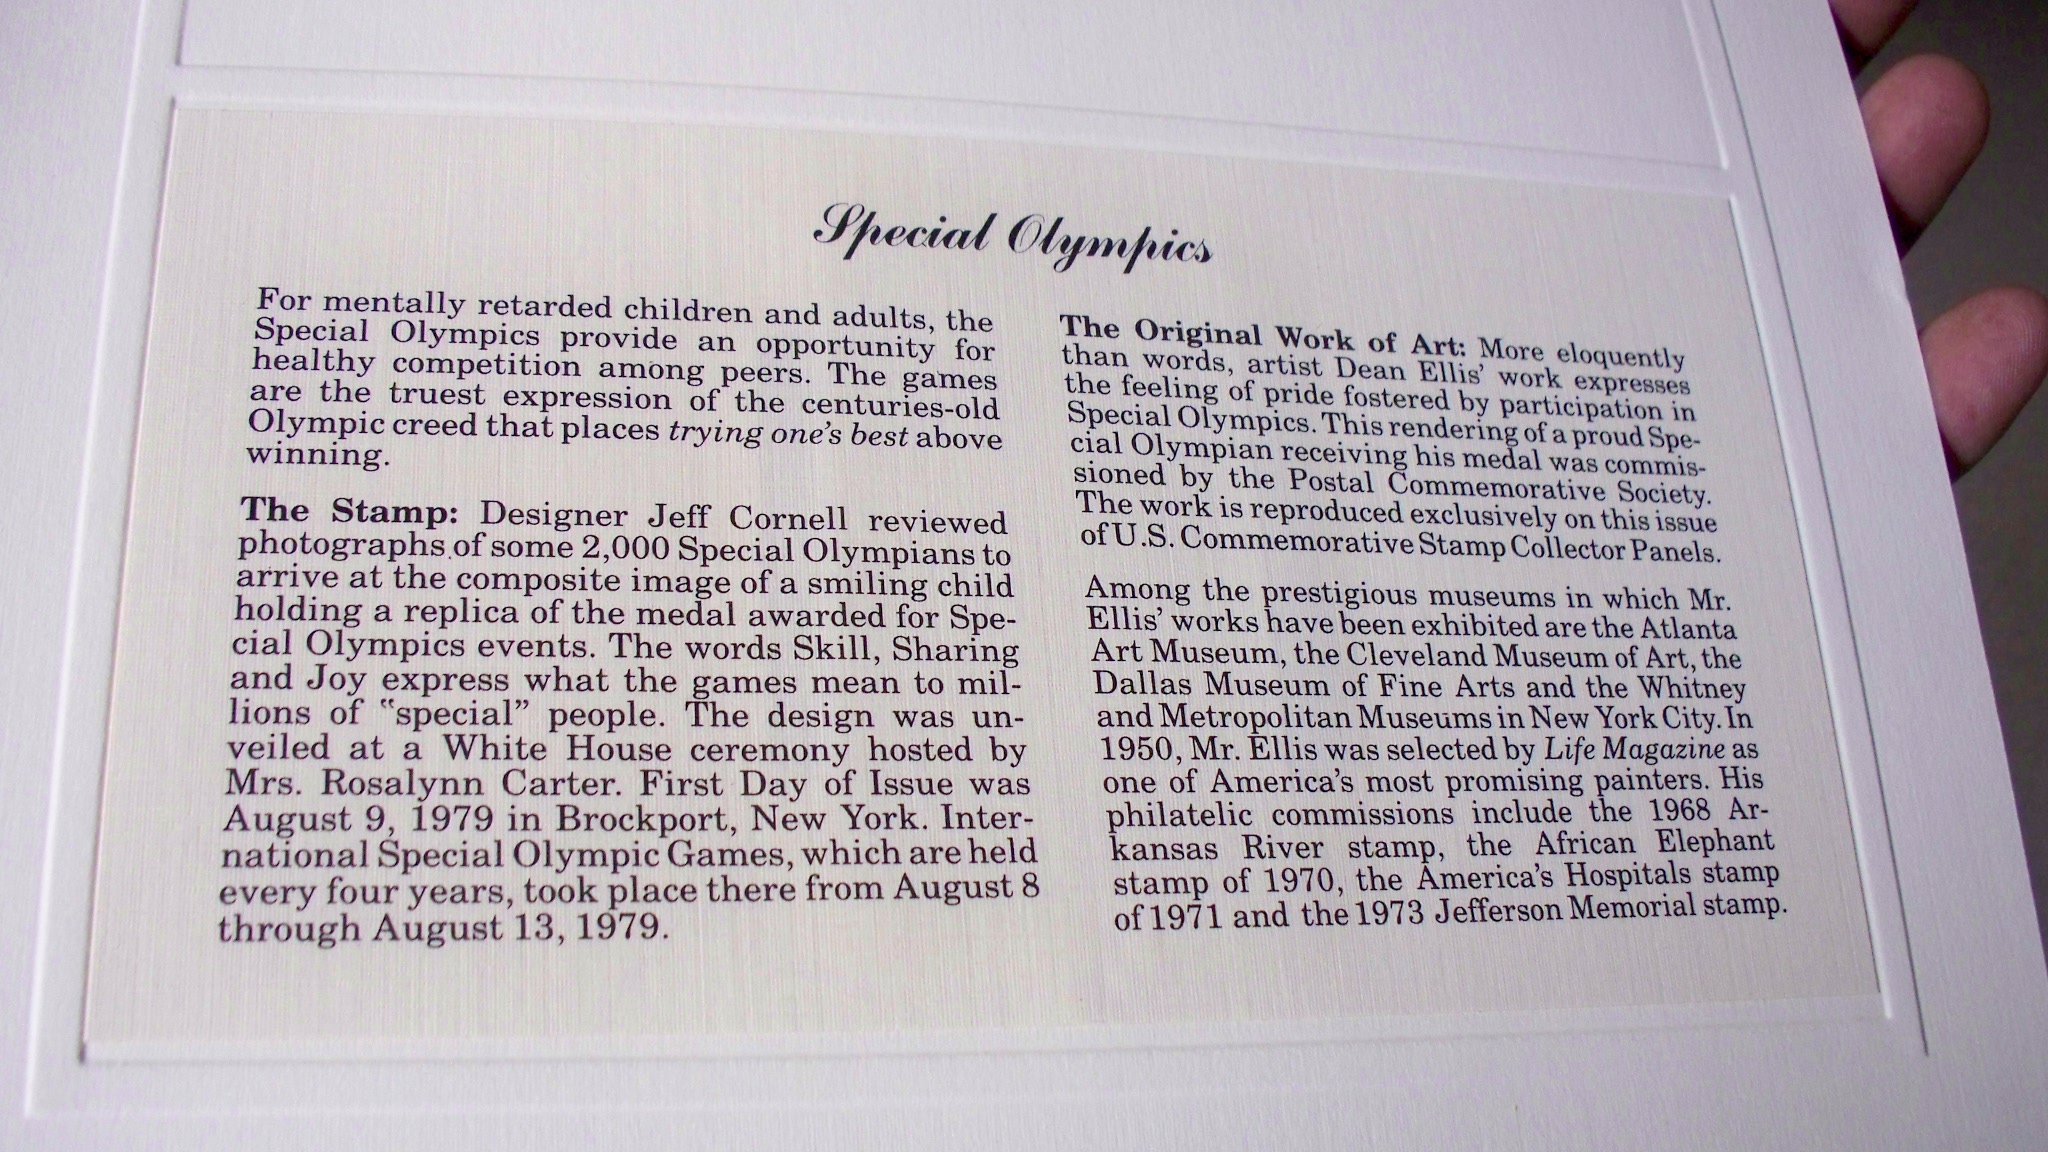 Special Olympics
For mentally retarded children and adults, the
Special Olympics provide an opportunity for
healthy competition among peers. The games
are the truest expression of the centuries-old
Olympic creed that places trying one's best above
winning.
The Stamp: Designer Jeff Cornell reviewed
photographs of some 2,000 Special Olympians to
arrive at the composite image of a smiling child
holding a replica of the medal awarded for Spe-
cial Olympics events. The words Skill, Sharing
and Joy express what the games mean to mil-
lions of "special" people. The design was un-
veiled at a White House ceremony hosted by
Mrs. Rosalynn Carter. First Day of Issue was
August 9, 1979 in Brockport, New York. Inter-
national Special Olympic Games, which are held
every four years, took place there from August 8
through August 13, 1979.
The Original Work of Art: More eloquently
than words, artist Dean Ellis' work expresses
the feeling of pride fostered by participation in
Special Olympics. This rendering of a proud Spe-
cial Olympian receiving his medal was commis-
sioned by the Postal Commemorative Society.
The work is reproduced exclusively on this issue
of U.S. Commemorative Stamp Collector Panels.
Among the prestigious museums in which Mr.
Ellis' works have been exhibited are the Atlanta
Art Museum, the Cleveland Museum of Art, the
Dallas Museum of Fine Arts and the Whitney
and Metropolitan Museums in New York City. In
1950, Mr. Ellis was selected by Life Magazine as
one of America's most promising painters. His
philatelic commissions include the 1968 Ar-
kansas River stamp, the African Elephant
stamp of 1970, the America's Hospitals stamp
of 1971 and the 1973 Jefferson Memorial stamp.